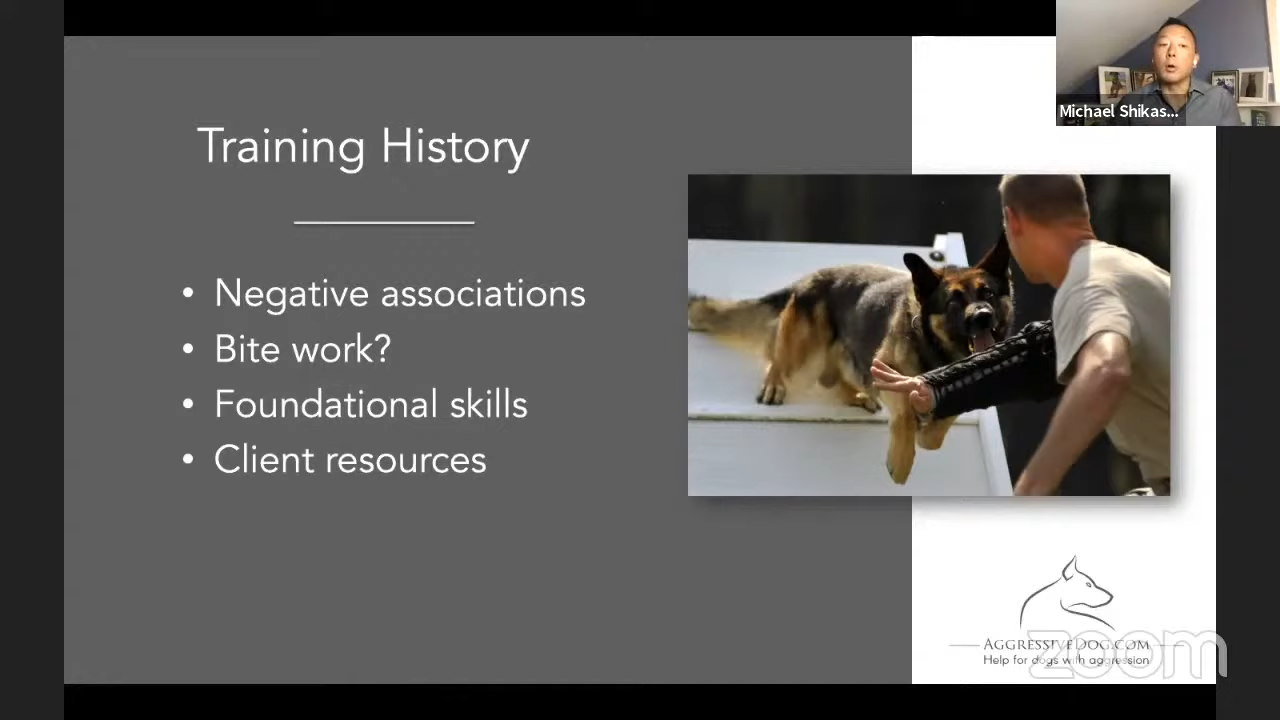 Michael Shikas...
Training History
• Negative associations
• Bite work?
• Foundational skills
• Client resources
AGGRESSIVEDOG.COM
Help for dogs with aggression
zoom